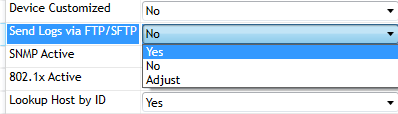 Device Customized No
Send Logs via FTP/SFTP No
SNMP Active Yes
No
802.1x Active Adjust
Lookup Host by ID Yes